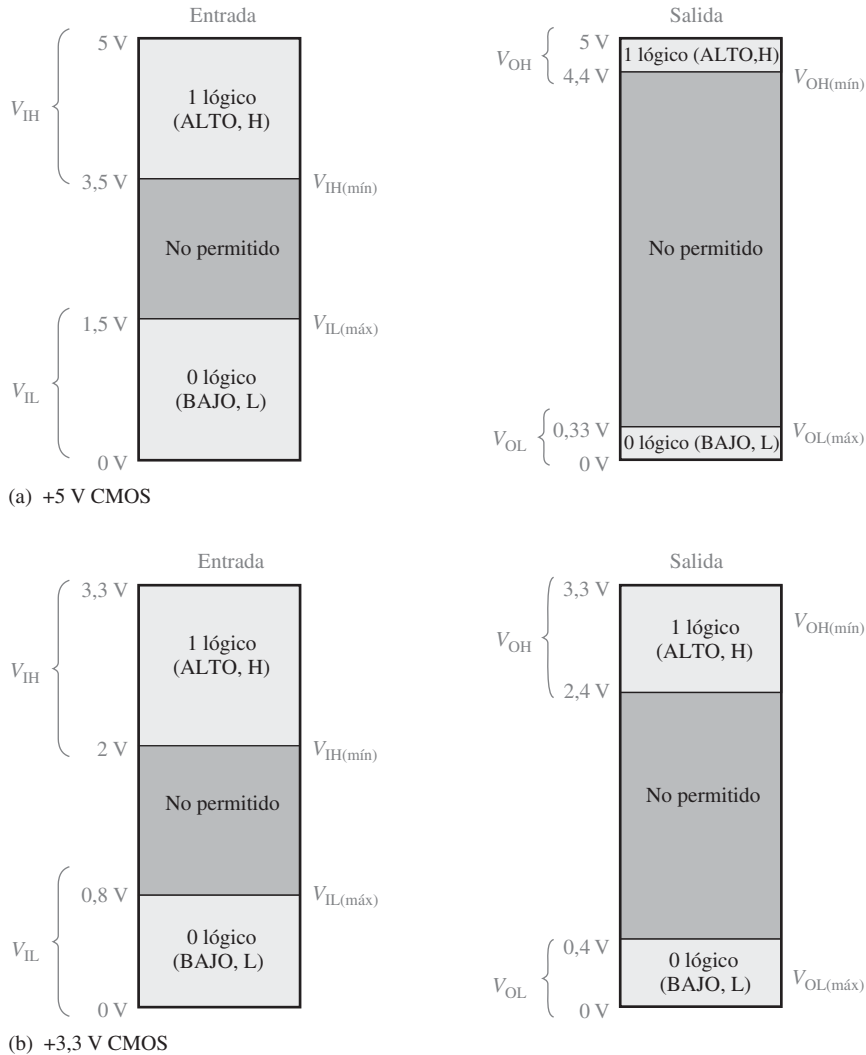 Entrada
5 V
V_IH
1 lógico
(ALTO, H)
3,5 V
V_IH(mín)
No permitido
1,5 V
V_IL(máx)
V_IL
0 lógico
(BAJO, L)
0 V
Salida
5 V
V_OH
1 lógico (ALTO,H)
4,4 V
V_OH(mín)
No permitido
0,33 V
V_OL
0 lógico (BAJO, L)
V_OL(máx)
0 V
(a) +5 V CMOS
Entrada
3,3 V
V_IH
1 lógico
(ALTO, H)
2 V
V_IH(mín)
No permitido
0,8 V
V_IL(máx)
V_IL
0 lógico
(BAJO, L)
0 V
Salida
3,3 V
V_OH(mín)
V_OH
1 lógico
(ALTO, H)
2,4 V
No permitido
0,4 V
V_OL
0 lógico
(BAJO, L)
V_OL(máx)
0 V
(b) +3,3 V CMOS